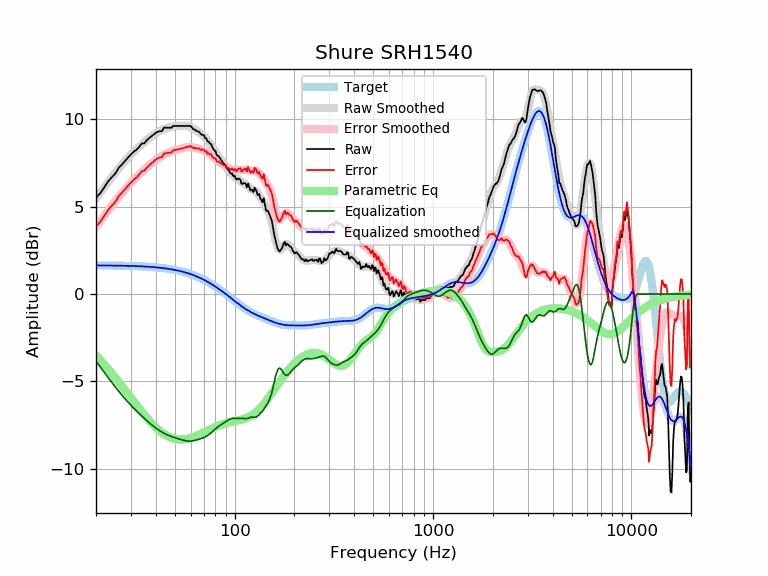 Shure SRH1540
Target
Raw Smoothed
Error Smoothed
Raw
Error
Parametric Eq
Equalization
Equalized smoothed
10
5
0
−5
−10
Amplitude (dBr)
100
1000
10000
Frequency (Hz)